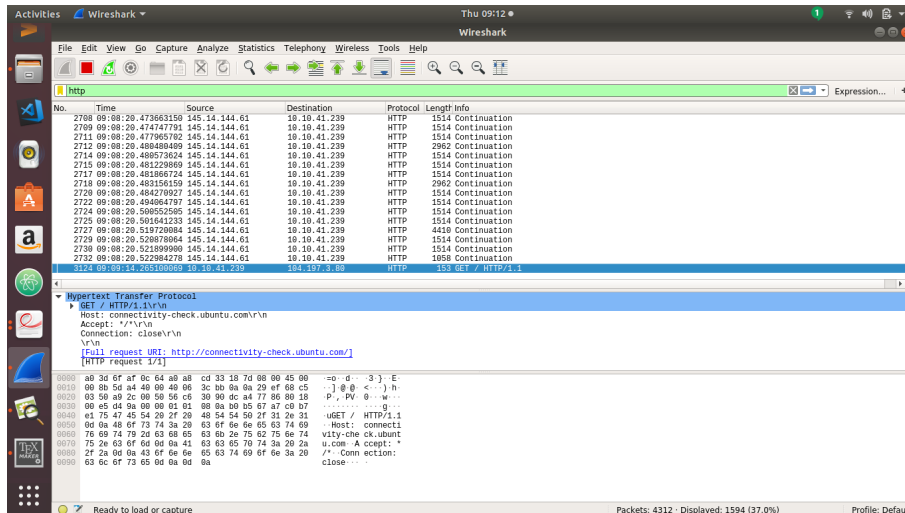 Activities Wireshark Thu 09:12 1
Wireshark
File Edit View Go Capture Analyze Statistics Telephony Wireless Tools Help
http Expression... +
No. Time Source Destination Protocol Length Info
2708 09:08:20.473663150 145.14.144.61 10.10.41.239 HTTP 1514 Continuation
2709 09:08:20.474747791 145.14.144.61 10.10.41.239 HTTP 1514 Continuation
2711 09:08:20.477965702 145.14.144.61 10.10.41.239 HTTP 1514 Continuation
2712 09:08:20.480480409 145.14.144.61 10.10.41.239 HTTP 2962 Continuation
2714 09:08:20.480573624 145.14.144.61 10.10.41.239 HTTP 1514 Continuation
2715 09:08:20.481229869 145.14.144.61 10.10.41.239 HTTP 1514 Continuation
2717 09:08:20.481866724 145.14.144.61 10.10.41.239 HTTP 1514 Continuation
2718 09:08:20.483156159 145.14.144.61 10.10.41.239 HTTP 2962 Continuation
2720 09:08:20.484270927 145.14.144.61 10.10.41.239 HTTP 1514 Continuation
2722 09:08:20.494064797 145.14.144.61 10.10.41.239 HTTP 1514 Continuation
2724 09:08:20.500552505 145.14.144.61 10.10.41.239 HTTP 1514 Continuation
2725 09:08:20.501641233 145.14.144.61 10.10.41.239 HTTP 1514 Continuation
2727 09:08:20.519720084 145.14.144.61 10.10.41.239 HTTP 4410 Continuation
2729 09:08:20.520878064 145.14.144.61 10.10.41.239 HTTP 1514 Continuation
2730 09:08:20.521899900 145.14.144.61 10.10.41.239 HTTP 1514 Continuation
2732 09:08:20.522984278 145.14.144.61 10.10.41.239 HTTP 1058 Continuation
3124 09:09:14.265100069 10.10.41.239 104.197.3.80 HTTP 153 GET / HTTP/1.1
Hypertext Transfer Protocol
GET / HTTP/1.1\r\n
Host: connectivity-check.ubuntu.com\r\n
Accept: */*\r\n
Connection: close\r\n
\r\n
[Full request URI: http://connectivity-check.ubuntu.com/]
[HTTP request 1/1]
0000 a0 3d 6f af 0c 64 a0 a8 cd 33 18 7d 08 00 45 00 ·=o··d·· ·3·}··E·
0010 00 8b 5d a4 40 00 40 06 3c bb 0a 0a 29 ef 68 c5 ··]·@·@· <···)·h·
0020 03 50 a9 2c 00 50 56 c6 30 90 dc a4 77 86 80 18 ·P·,·PV· 0···w···
0030 00 e5 d4 9a 00 00 01 01 08 0a b0 b5 67 a7 c0 b7 ········ ····g···
0040 e1 75 47 45 54 20 2f 20 48 54 54 50 2f 31 2e 31 ·uGET / HTTP/1.1
0050 0d 0a 48 6f 73 74 3a 20 63 6f 6e 6e 65 63 74 69 ··Host: connecti
0060 76 69 74 79 2d 63 68 65 63 6b 2e 75 62 75 6e 74 vity-che ck.ubunt
0070 75 2e 63 6f 6d 0d 0a 41 63 63 65 70 74 3a 20 2a u.com··A ccept: *
0080 2f 2a 0d 0a 43 6f 6e 6e 65 63 74 69 6f 6e 3a 20 /*··Conn ection:
0090 63 6c 6f 73 65 0d 0a 0d 0a close··· ·
Ready to load or capture Packets: 4312 · Displayed: 1594 (37.0%) Profile: Defau
a
A
TEX
MAKER